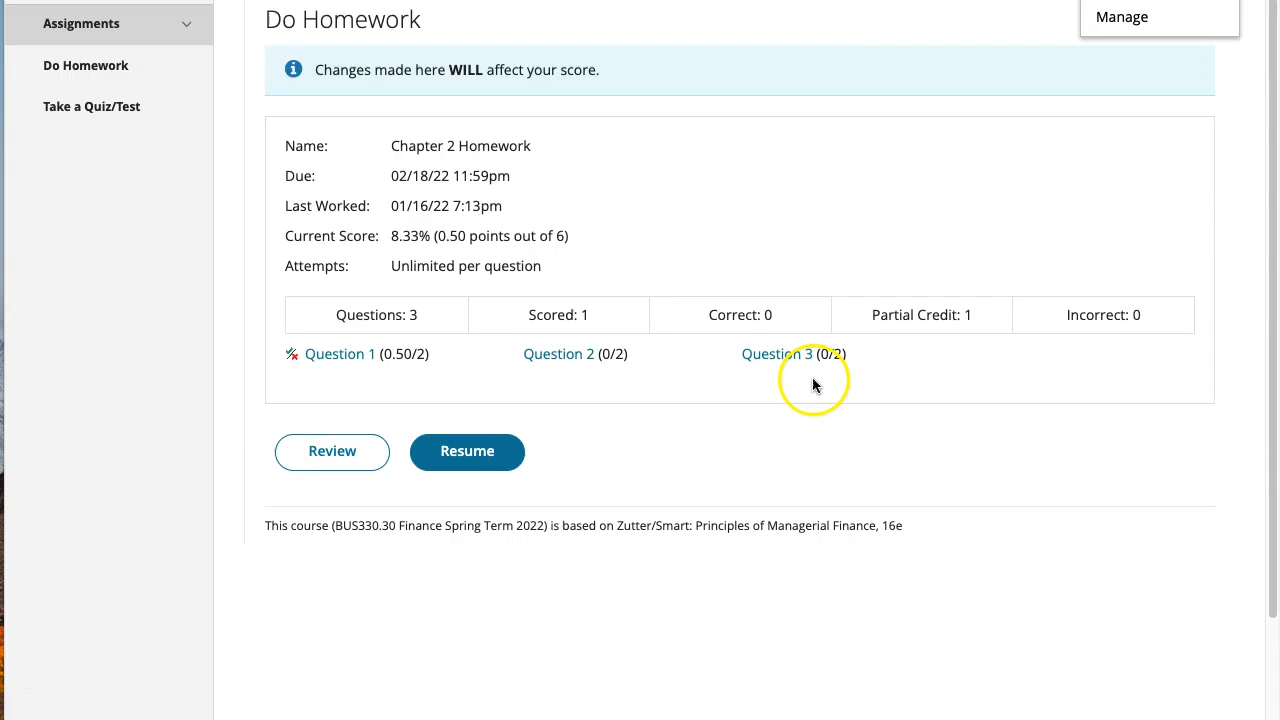 Manage
Assignments
Do Homework
Take a Quiz/Test
Do Homework
Changes made here WILL affect your score.
Name: Chapter 2 Homework
Due: 02/18/22 11:59pm
Last Worked: 01/16/22 7:13pm
Current Score: 8.33% (0.50 points out of 6)
Attempts: Unlimited per question
Questions: 3 Scored: 1 Correct: 0 Partial Credit: 1 Incorrect: 0
Question 1 (0.50/2) Question 2 (0/2) Question 3 (0/2)
Review Resume
This course (BUS330.30 Finance Spring Term 2022) is based on Zutter/Smart: Principles of Managerial Finance, 16e